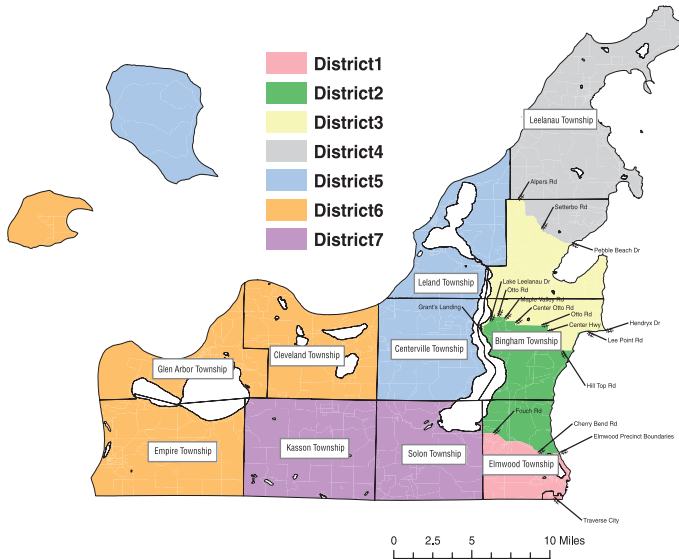 District1
District2
District3
District4
District5
District6
District7
Leelanau Township
Alpers Rd
Setterbo Rd
Pebble Beach Dr
Leland Township
Lake Leelanau Dr
Otto Rd
Maple Valley Rd
Grant's Landing
Center Otto Rd
Otto Rd
Center Hwy
Hendryx Dr
Lee Point Rd
Bingham Township
Centerville Township
Cleveland Township
Glen Arbor Township
Hill Top Rd
Fouch Rd
Cherry Bend Rd
Elmwood Precinct Boundaries
Empire Township
Kasson Township
Solon Township
Elmwood Township
Traverse City
0 2.5 5 10 Miles